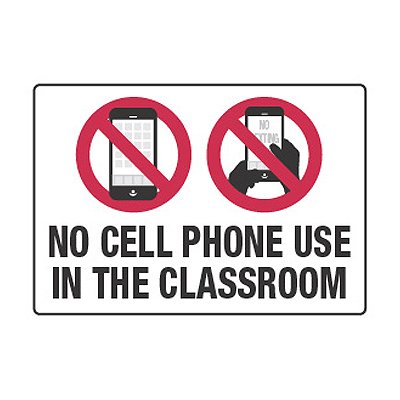 NO
NO CELL PHONE USE
IN THE CLASSROOM